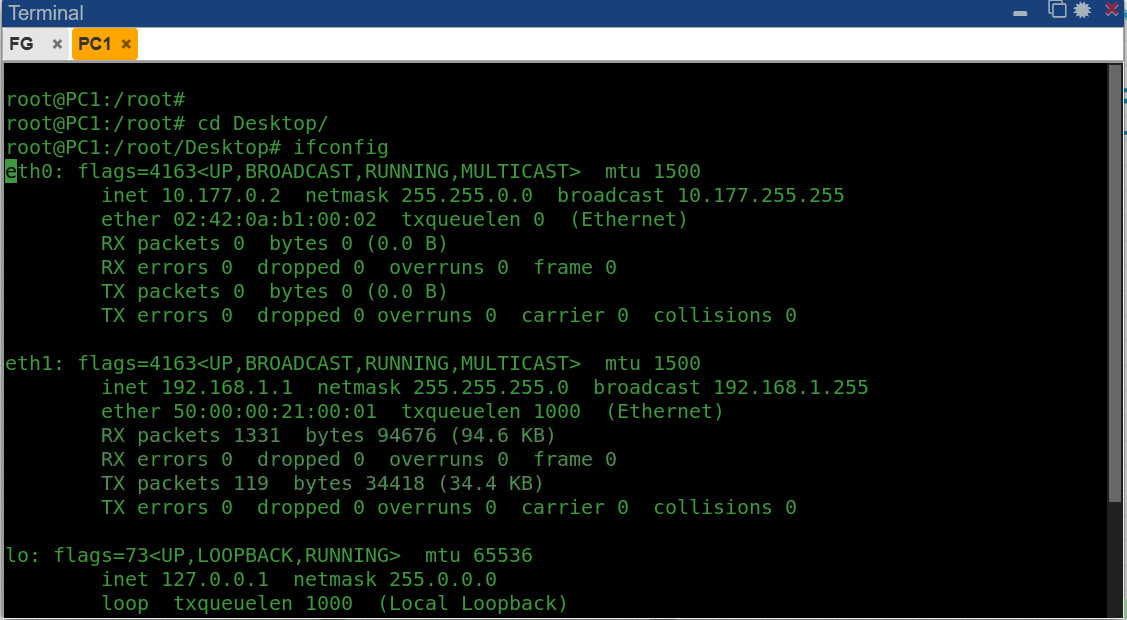 Terminal
FG × PC1 ×
root@PC1:/root#
root@PC1:/root# cd Desktop/
root@PC1:/root/Desktop# ifconfig
eth0: flags=4163<UP,BROADCAST,RUNNING,MULTICAST>  mtu 1500
        inet 10.177.0.2  netmask 255.255.0.0  broadcast 10.177.255.255
        ether 02:42:0a:b1:00:02  txqueuelen 0  (Ethernet)
        RX packets 0  bytes 0 (0.0 B)
        RX errors 0  dropped 0  overruns 0  frame 0
        TX packets 0  bytes 0 (0.0 B)
        TX errors 0  dropped 0 overruns 0  carrier 0  collisions 0

eth1: flags=4163<UP,BROADCAST,RUNNING,MULTICAST>  mtu 1500
        inet 192.168.1.1  netmask 255.255.255.0  broadcast 192.168.1.255
        ether 50:00:00:21:00:01  txqueuelen 1000  (Ethernet)
        RX packets 1331  bytes 94676 (94.6 KB)
        RX errors 0  dropped 0  overruns 0  frame 0
        TX packets 119  bytes 34418 (34.4 KB)
        TX errors 0  dropped 0 overruns 0  carrier 0  collisions 0

lo: flags=73<UP,LOOPBACK,RUNNING>  mtu 65536
        inet 127.0.0.1  netmask 255.0.0.0
        loop  txqueuelen 1000  (Local Loopback)